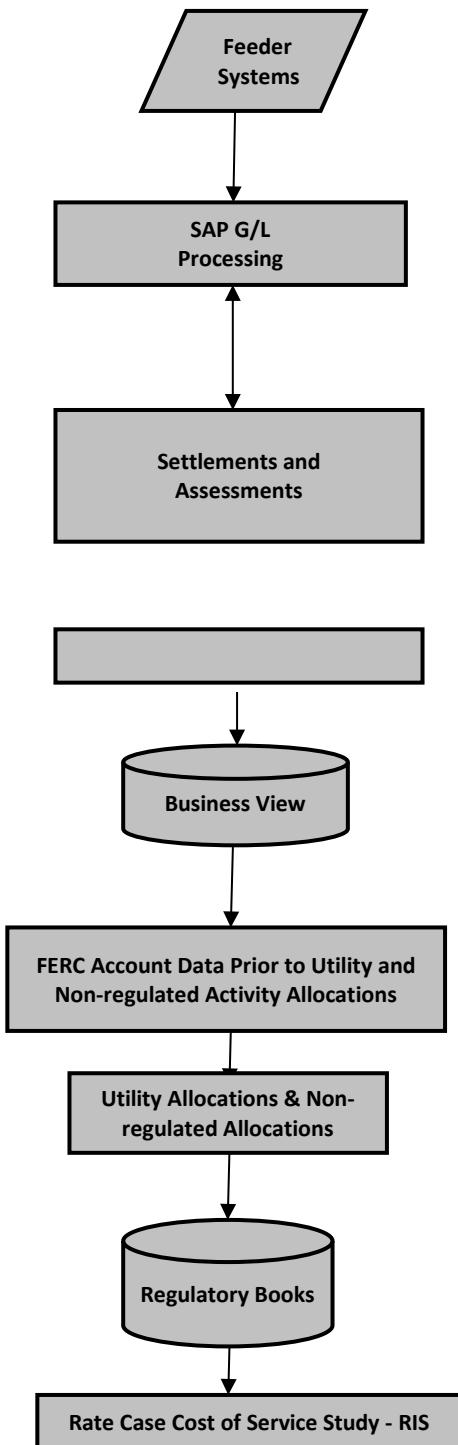 Feeder
Systems
SAP G/L
Processing
Settlements and
Assessments
Business View
FERC Account Data Prior to Utility and
Non-regulated Activity Allocations
Utility Allocations & Non-
regulated Allocations
Regulatory Books
Rate Case Cost of Service Study - RIS